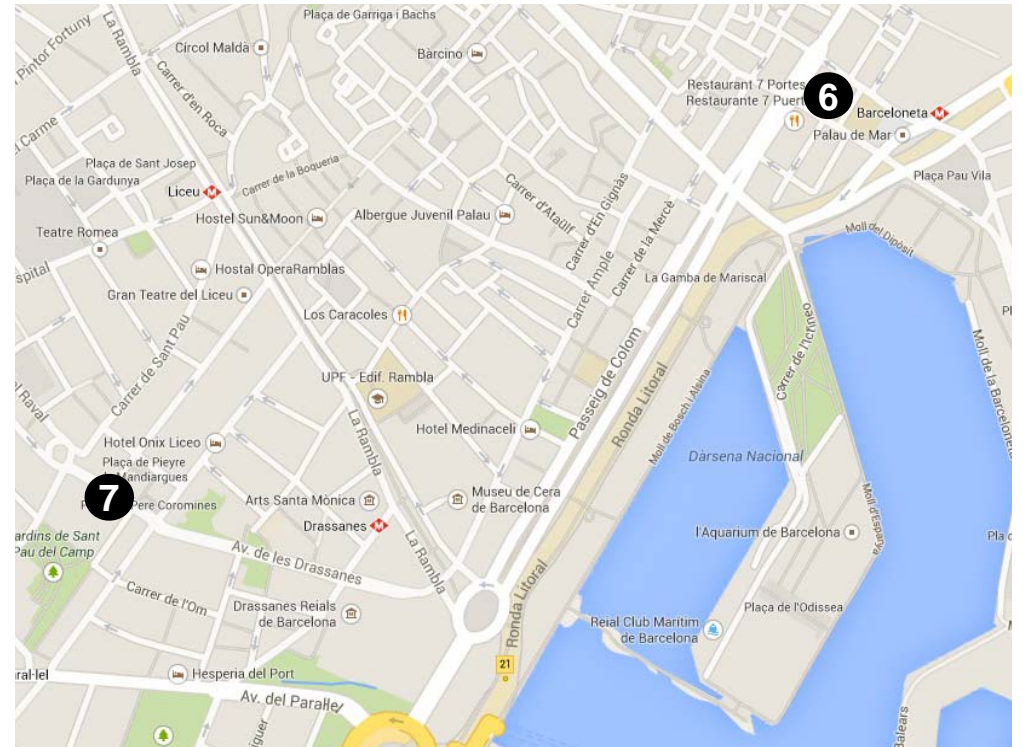 Plaça de Garriga i Bachs
La Rambla
Pintor Fortuny
Círcol Maldà
Bàrcino
Restaurant 7 Portes
Restaurante 7
6
Barceloneta
Palau de Mar
Carrer d'en Roca
Carme
Plaça de Sant Josep
Plaça de la Gardunya
Carrer de la Boqueria
Liceu
Plaça Pau Vila
Carrer d'Ataülf
Carrer d'En Gignàs
Carrer de la Mercè
Hostel Sun&Moon
Albergue Juvenil Palau
Teatre Romea
Moll del Dipòsit
Hostal OperaRamblas
La Gamba de Mariscal
Carrer Ample
Gran Teatre del Liceu
Los Caracoles
Carrer de l'Ictineo
Moll de la Barceloneta
Carrer de Sant Pau
Passeig de Colom
UPF - Edif. Rambla
Ronda Litoral
Moll de Bosch i Alsina
el Raval
La Rambla
Hotel Medinaceli
Hotel Onix Liceo
Dàrsena Nacional
Plaça de Pieyre
Mandiargues
7
Pere Coromines
Arts Santa Mònica
Museu de Cera
de Barcelona
Moll d'Espanya
Drassanes
l'Aquarium de Barcelona
Jardins de Sant
Pau del Camp
La Rambla
Av. de les Drassanes
Carrer de l'Om
Drassanes Reials
de Barcelona
Ronda Litoral
Plaça de l'Odissea
Reial Club Marítim
de Barcelona
21
Hesperia del Port
Av. del Paral·lel
Balears